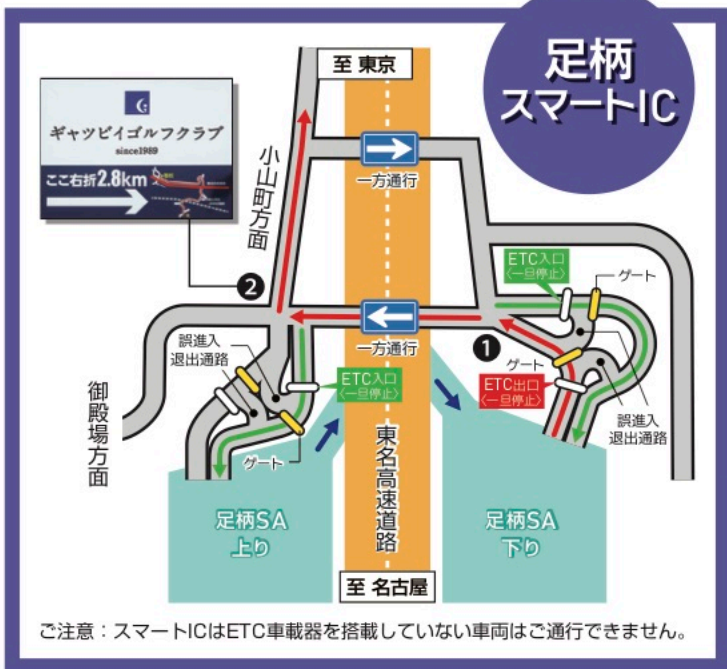 足柄
スマートIC
至 東京
ギャツビイゴルフクラブ
since1989
ここ右折2.8km
小山町方面
一方通行
ETC入口
〈一旦停止〉
ゲート
2
1
一方通行
誤進入
退出通路
ゲート
ETC入口
〈一旦停止〉
ETC出口
〈一旦停止〉
誤進入
退出通路
御殿場方面
ゲート
東名高速道路
足柄SA
上り
足柄SA
下り
至 名古屋
ご注意：スマートICはETC車載器を搭載していない車両はご通行できません。